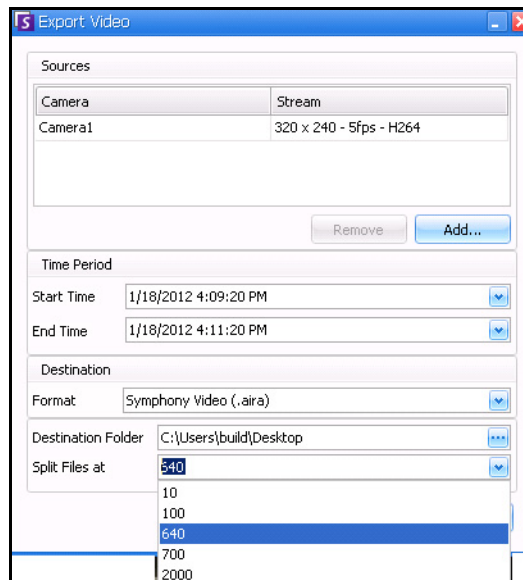 Export Video
Sources
Camera Stream
Camera1 320 x 240 - 5fps - H264
Remove Add...
Time Period
Start Time 1/18/2012 4:09:20 PM
End Time 1/18/2012 4:11:20 PM
Destination
Format Symphony Video (.aira)
Destination Folder C:\Users\build\Desktop ...
Split Files at 640
10
100
640
700
2000